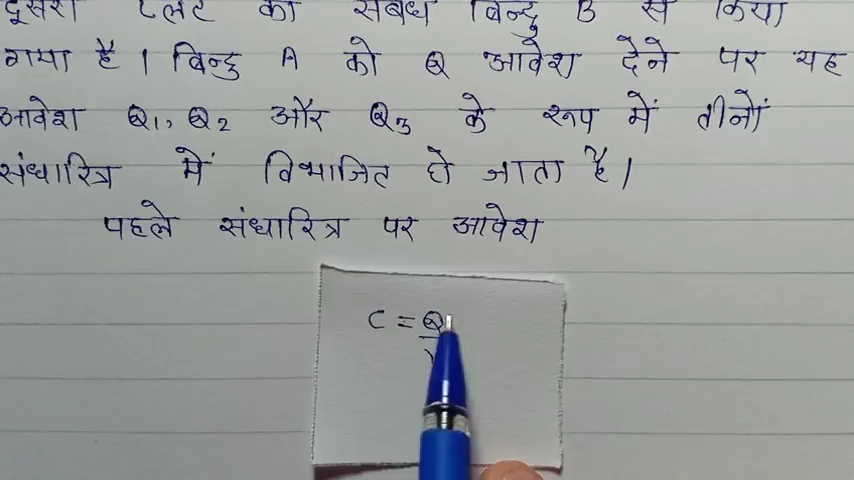 दूसरी प्लेट का संबंध बिन्दु B से किया
गया है । बिन्दु A को Q आवेश देने पर यह
आवेश Q₁, Q₂ और Q₃ के रूप में तीनों
संधारित्र में विभाजित हो जाता है ।
पहले संधारित्र पर आवेश
C = Q